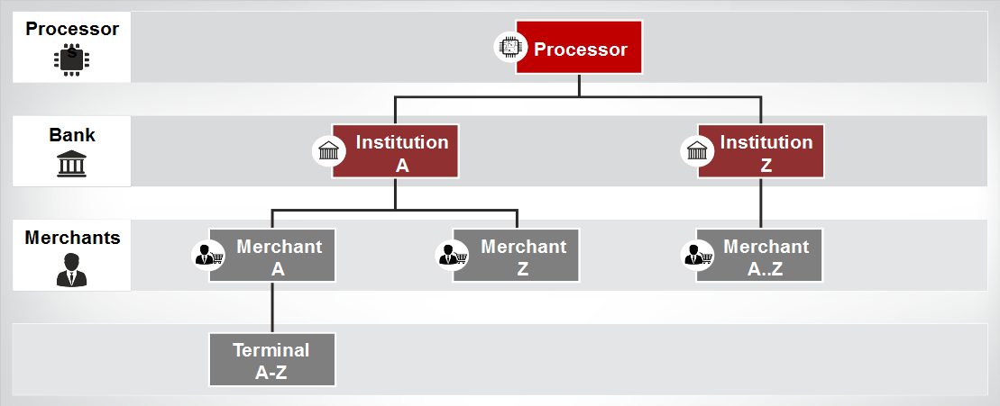 Processor
s
Processor
Bank
Institution
A
Institution
Z
Merchants
Merchant
A
Merchant
Z
Merchant
A..Z
Terminal
A-Z